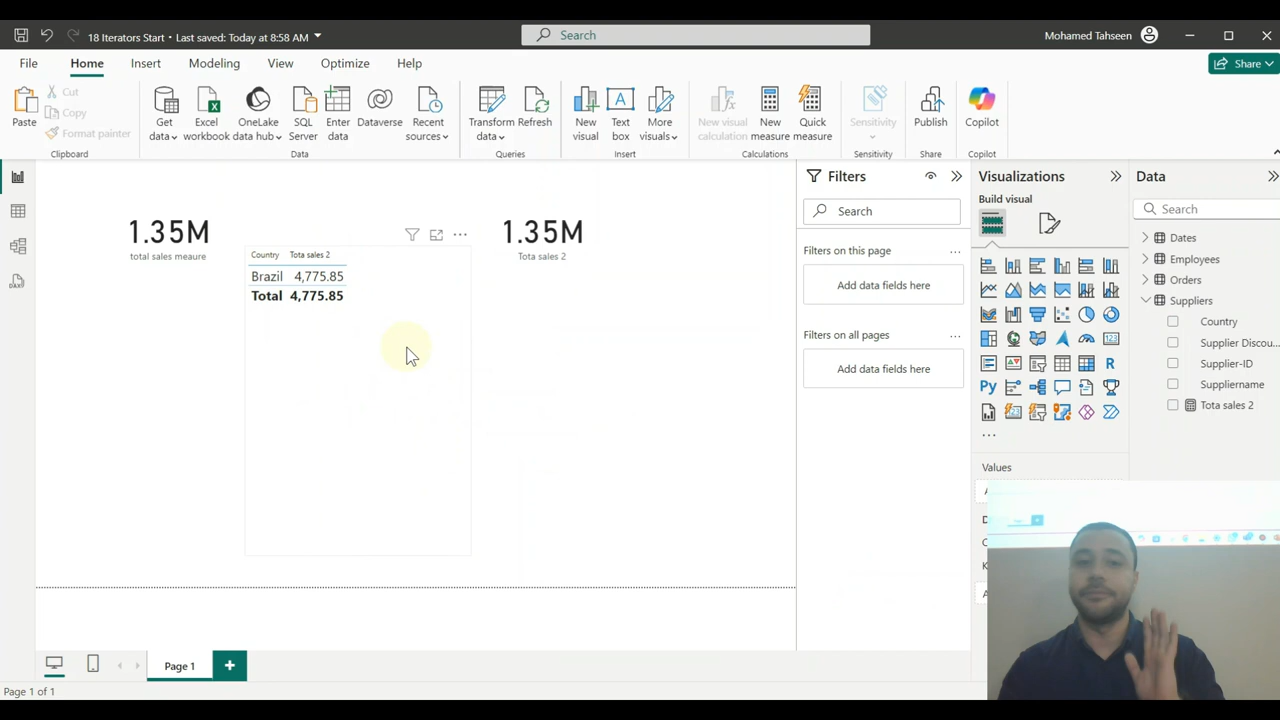 18 Iterators Start • Last saved: Today at 8:58 AM
Search
Mohamed Tahseen
File
Home
Insert
Modeling
View
Optimize
Help
Share
Paste
Cut
Copy
Format painter
Clipboard
Get data
Excel workbook
OneLake data hub
SQL Server
Enter data
Dataverse
Recent sources
Data
Transform data
Refresh
Queries
New visual
Text box
More visuals
Insert
New visual calculation
New measure
Quick measure
Calculations
Sensitivity
Sensitivity
Publish
Share
Copilot
Copilot
1.35M
total sales meaure
Country Tota sales 2
Brazil 4,775.85
Total 4,775.85
1.35M
Tota sales 2
Filters
Search
Filters on this page
Add data fields here
Filters on all pages
Add data fields here
Visualizations
Build visual
R
Py
Values
Data
Search
Dates
Employees
Orders
Suppliers
Country
Supplier Discou...
Supplier-ID
Suppliername
Tota sales 2
Page 1
Page 1 of 1